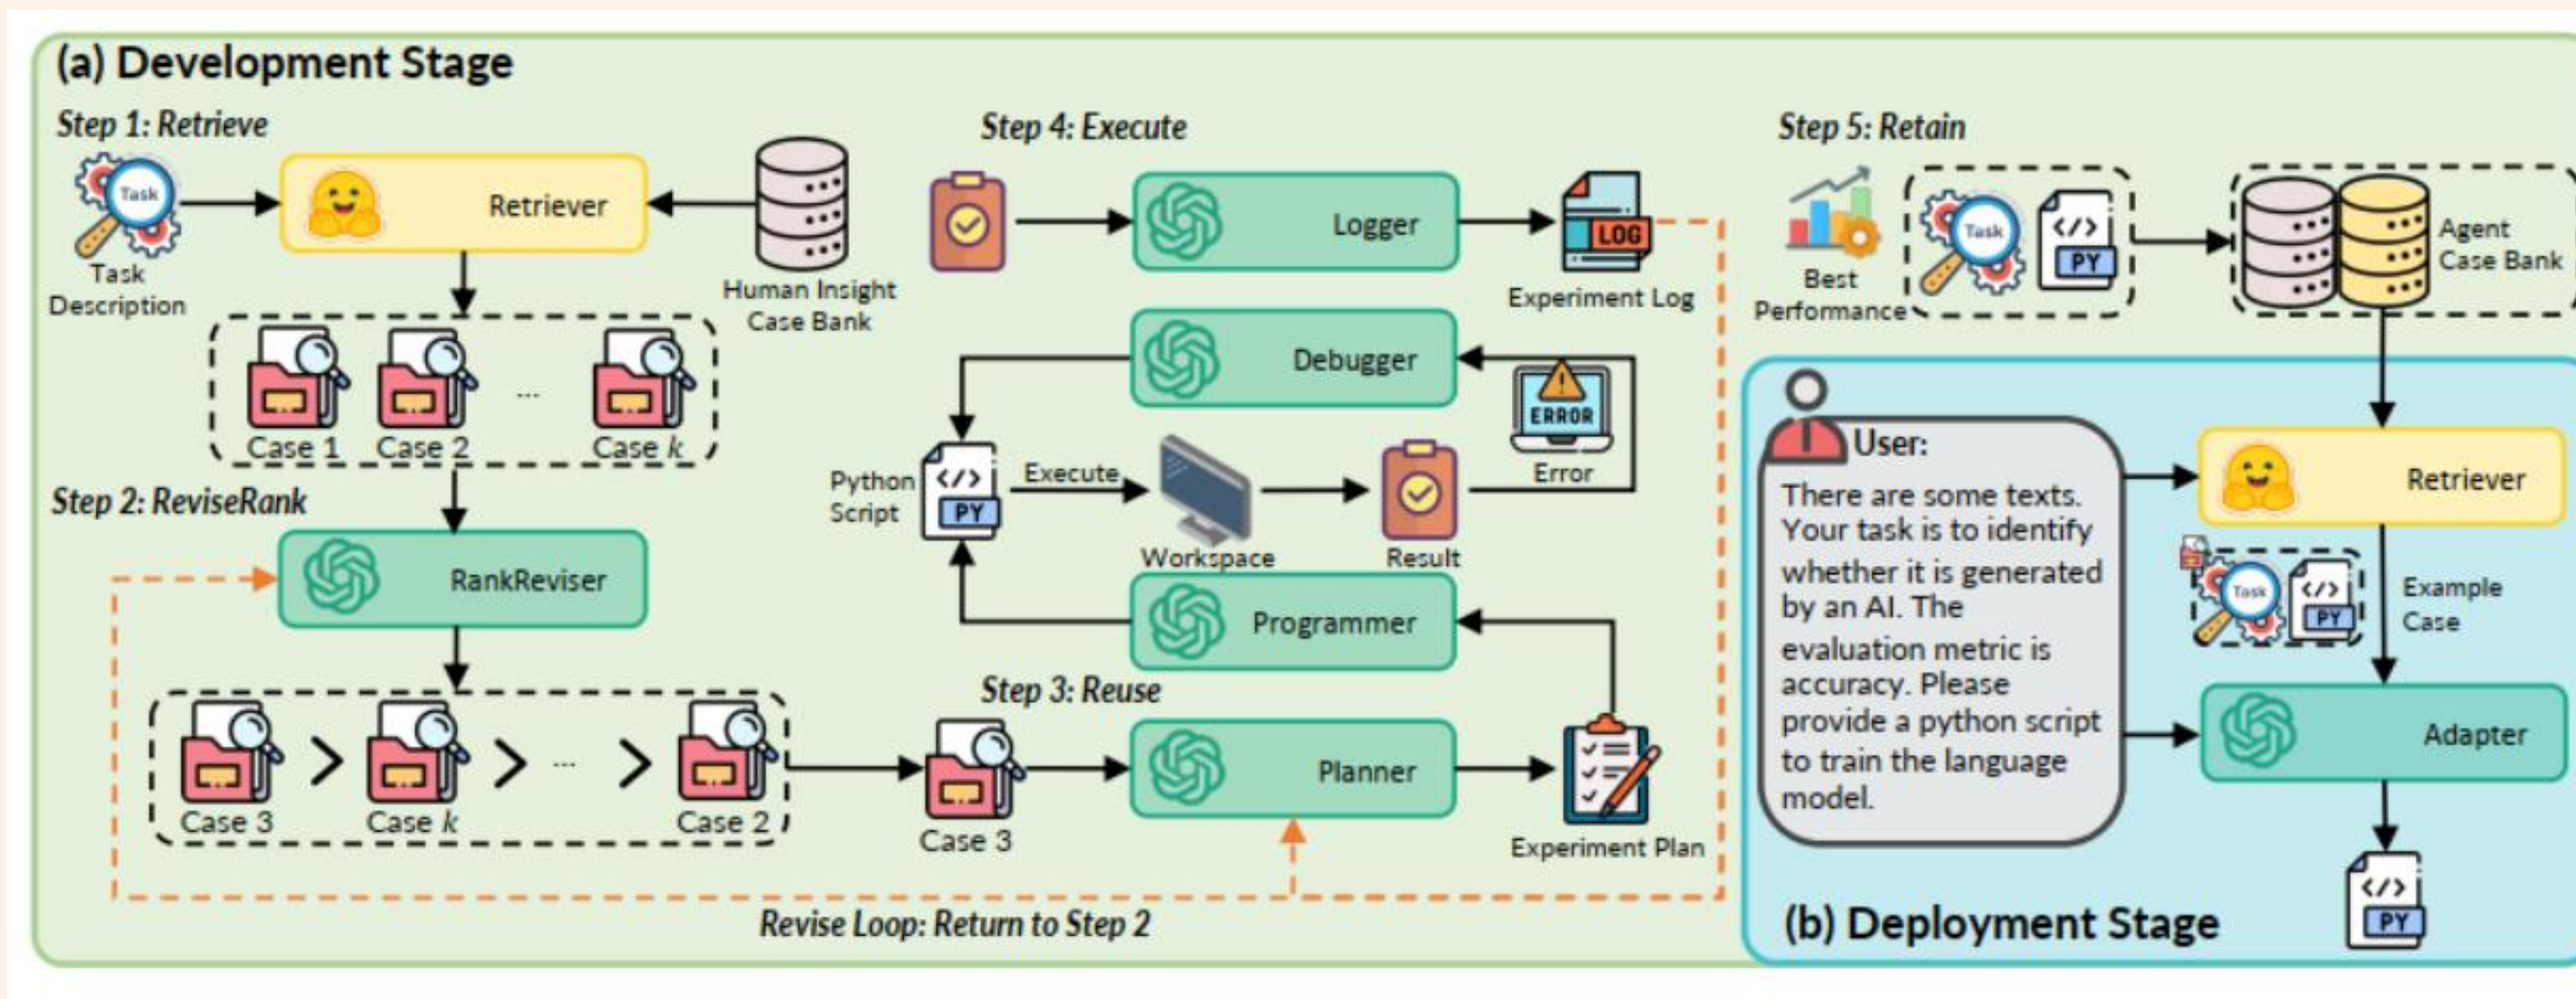 (a) Development Stage
Step 1: Retrieve
Task
Task
Description
Retriever
Human Insight
Case Bank
Case 1
Case 2
...
Case k
Step 2: ReviseRank
RankReviser
Case 3
>
Case k
>
...
>
Case 2
Case 3
Step 3: Reuse
Planner
Experiment Plan
Programmer
Python
Script
</>
PY
Execute
Workspace
Result
Error
ERROR
Debugger
Step 4: Execute
Logger
LOG
Experiment Log
Revise Loop: Return to Step 2
Step 5: Retain
Best
Performance
Task
</>
PY
Agent
Case Bank
User:
There are some texts.
Your task is to identify
whether it is generated
by an AI. The
evaluation metric is
accuracy. Please
provide a python script
to train the language
model.
Retriever
Task
</>
PY
Example
Case
Adapter
</>
PY
(b) Deployment Stage